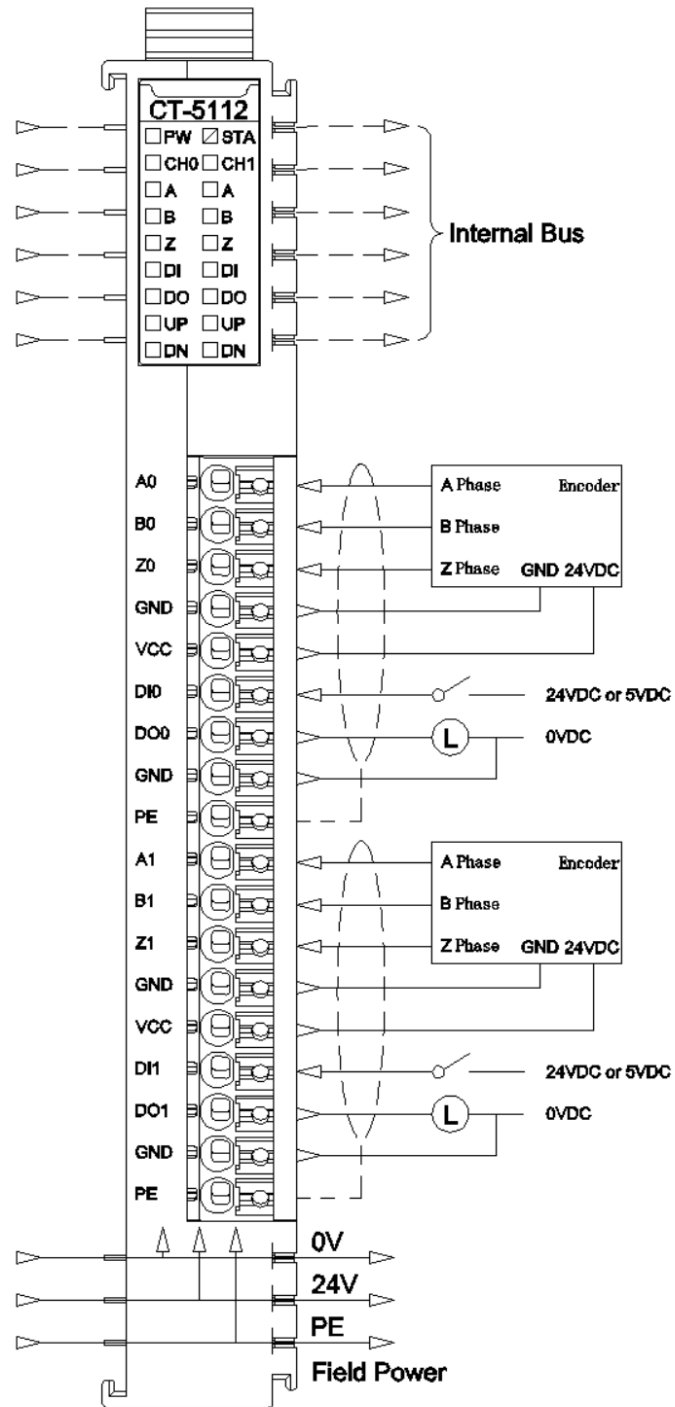 CT-5112
PW STA
CH0 CH1
A A
B B
Z Z
DI DI
DO DO
UP UP
DN DN
Internal Bus
A0 A Phase Encoder
B0 B Phase
Z0 Z Phase GND 24VDC
GND
VCC
DI0 24VDC or 5VDC
DO0 L 0VDC
GND
PE
A1 A Phase Encoder
B1 B Phase
Z1 Z Phase GND 24VDC
GND
VCC
DI1 24VDC or 5VDC
DO1 L 0VDC
GND
PE
0V
24V
PE
Field Power